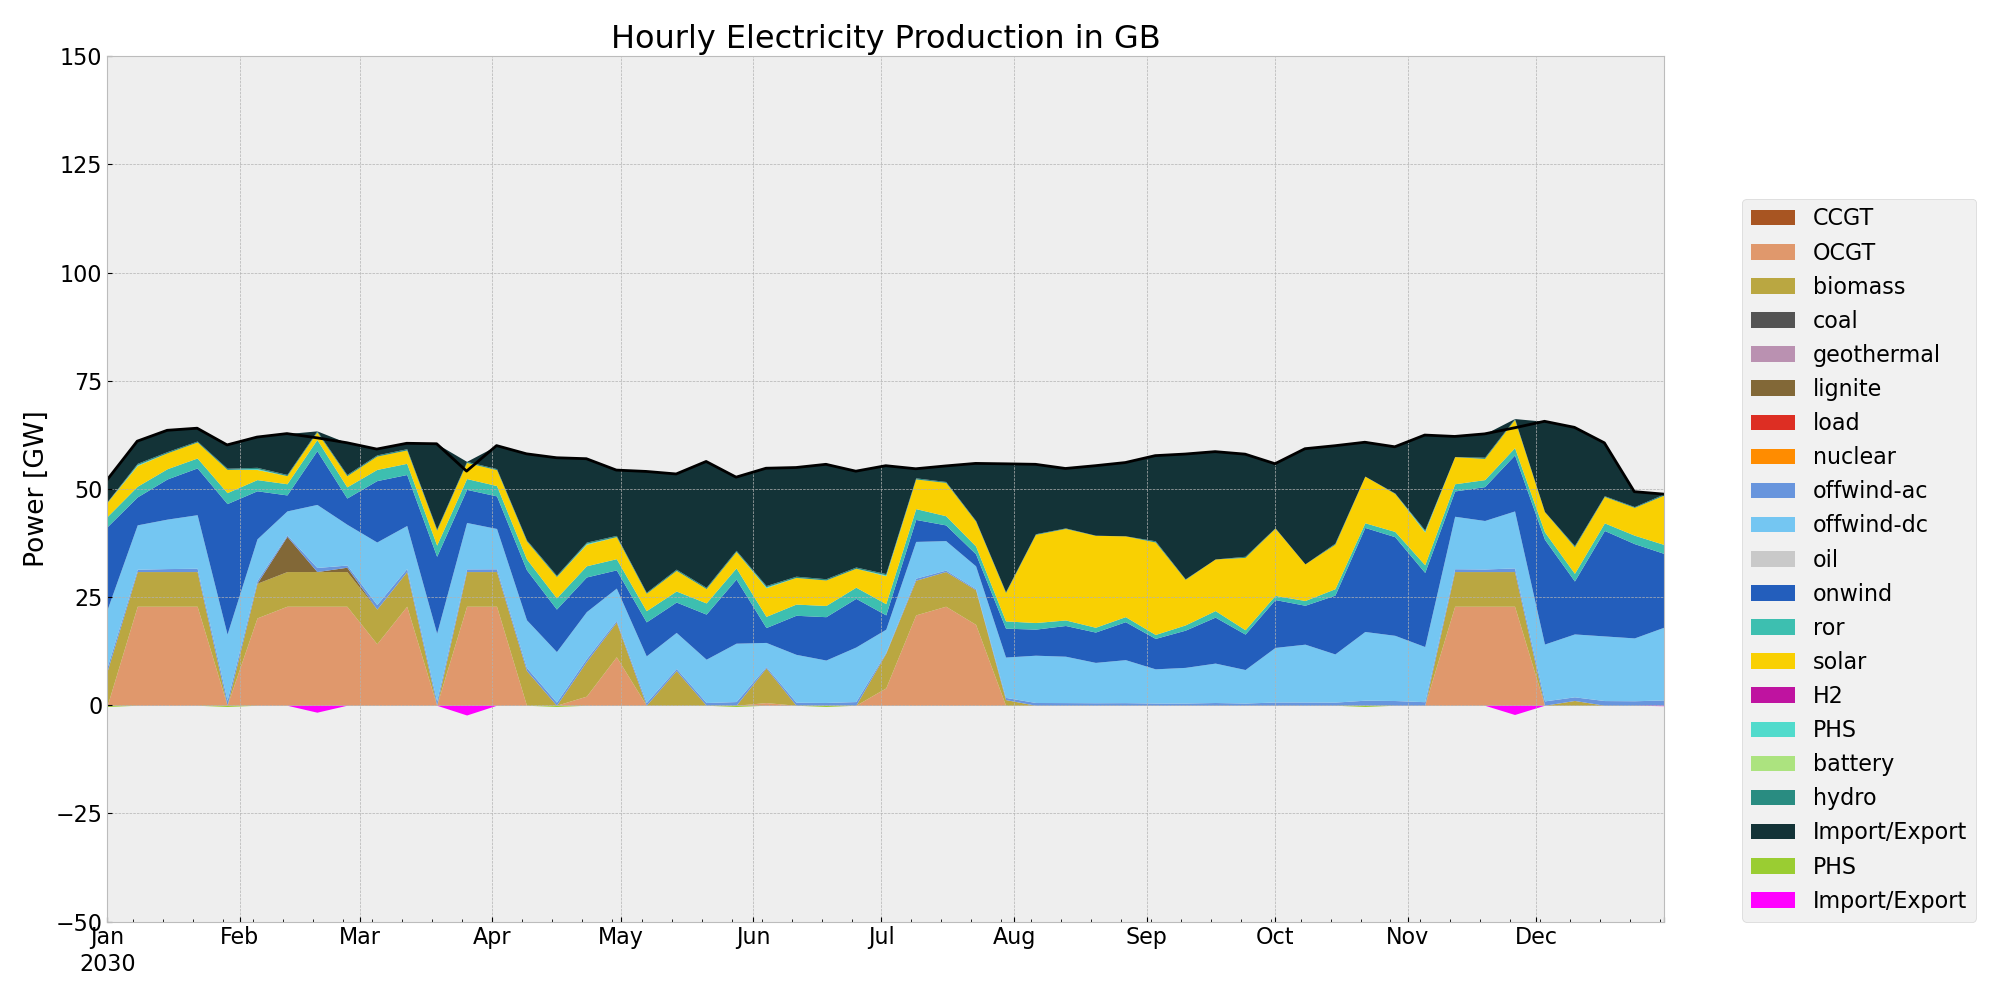 Hourly Electricity Production in GB
Power [GW]
150
125
100
75
50
25
0
−25
−50
Jan Feb Mar Apr May Jun Jul Aug Sep Oct Nov Dec
2030
CCGT
OCGT
biomass
coal
geothermal
lignite
load
nuclear
offwind-ac
offwind-dc
oil
onwind
ror
solar
H2
PHS
battery
hydro
Import/Export
PHS
Import/Export